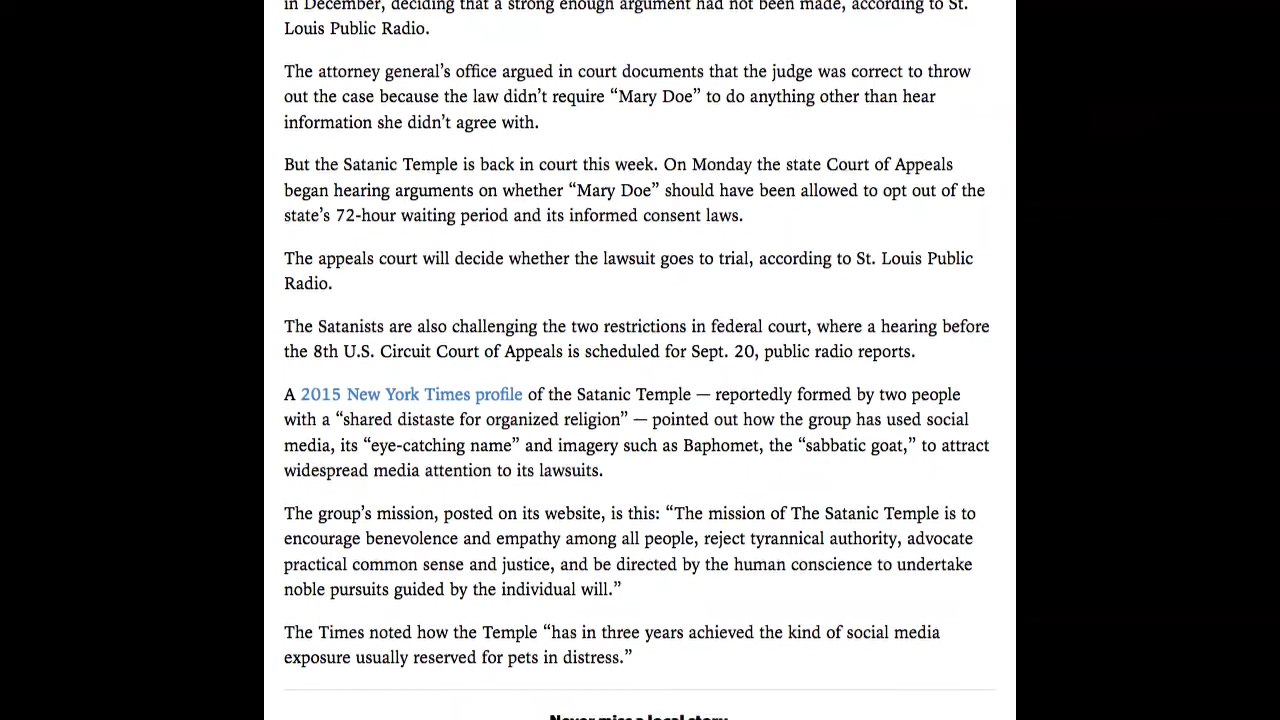 in December, deciding that a strong enough argument had not been made, according to St.
Louis Public Radio.
The attorney general’s office argued in court documents that the judge was correct to throw
out the case because the law didn’t require “Mary Doe” to do anything other than hear
information she didn’t agree with.
But the Satanic Temple is back in court this week. On Monday the state Court of Appeals
began hearing arguments on whether “Mary Doe” should have been allowed to opt out of the
state’s 72-hour waiting period and its informed consent laws.
The appeals court will decide whether the lawsuit goes to trial, according to St. Louis Public
Radio.
The Satanists are also challenging the two restrictions in federal court, where a hearing before
the 8th U.S. Circuit Court of Appeals is scheduled for Sept. 20, public radio reports.
A 2015 New York Times profile of the Satanic Temple — reportedly formed by two people
with a “shared distaste for organized religion” — pointed out how the group has used social
media, its “eye-catching name” and imagery such as Baphomet, the “sabbatic goat,” to attract
widespread media attention to its lawsuits.
The group’s mission, posted on its website, is this: “The mission of The Satanic Temple is to
encourage benevolence and empathy among all people, reject tyrannical authority, advocate
practical common sense and justice, and be directed by the human conscience to undertake
noble pursuits guided by the individual will.”
The Times noted how the Temple “has in three years achieved the kind of social media
exposure usually reserved for pets in distress.”
Never miss a local story.